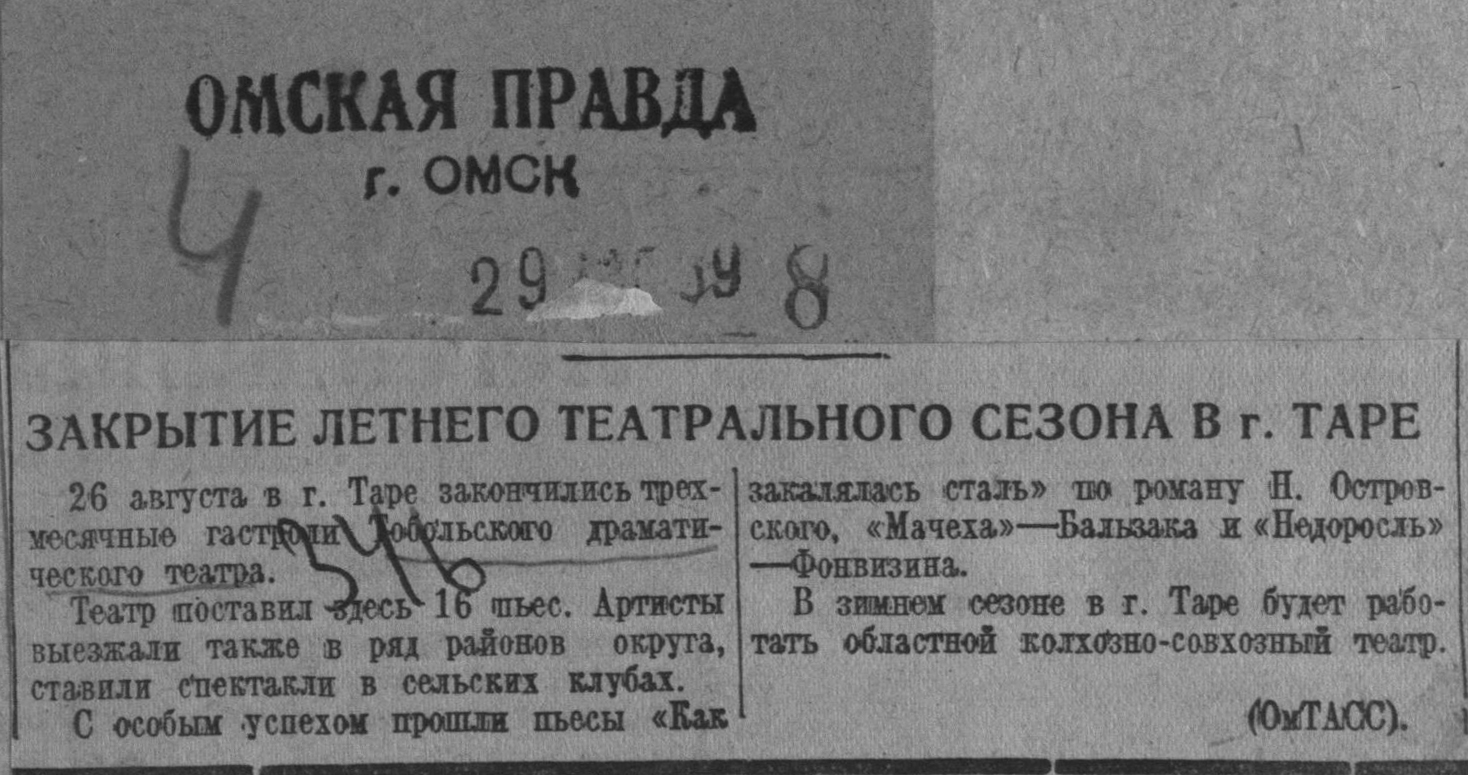 ОМСКАЯ ПРАВДА
г. ОМСК
4
29
8
ЗАКРЫТИЕ ЛЕТНЕГО ТЕАТРАЛЬНОГО СЕЗОНА В г. ТАРЕ
26 августа в г. Таре закончились трех-
месячные гастроли Тобольского драмати-
ческого театра.
Театр поставил здесь 16 пьес. Артисты
выезжали также в ряд районов округа,
ставили спектакли в сельских клубах.
С особым успехом прошли пьесы «Как
закалялась сталь» по роману Н. Остров-
ского, «Мачеха»—Бальзака и «Недоросль»
—Фонвизина.
В зимнем сезоне в г. Таре будет рабо-
тать областной колхозно-совхозный театр.
(ОмТАСС).